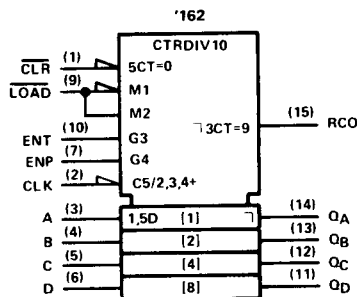 '162
CTRDIV10
CLR (1) 5CT=0
LOAD (9) M1
M2
ENT (10) G3 ┐3CT=9 (15) RCO
ENP (7) G4
CLK (2) C5/2,3,4+
A (3) 1,5D [1] ┐ (14) QA
B (4) [2] (13) QB
C (5) [4] (12) QC
D (6) [8] (11) QD